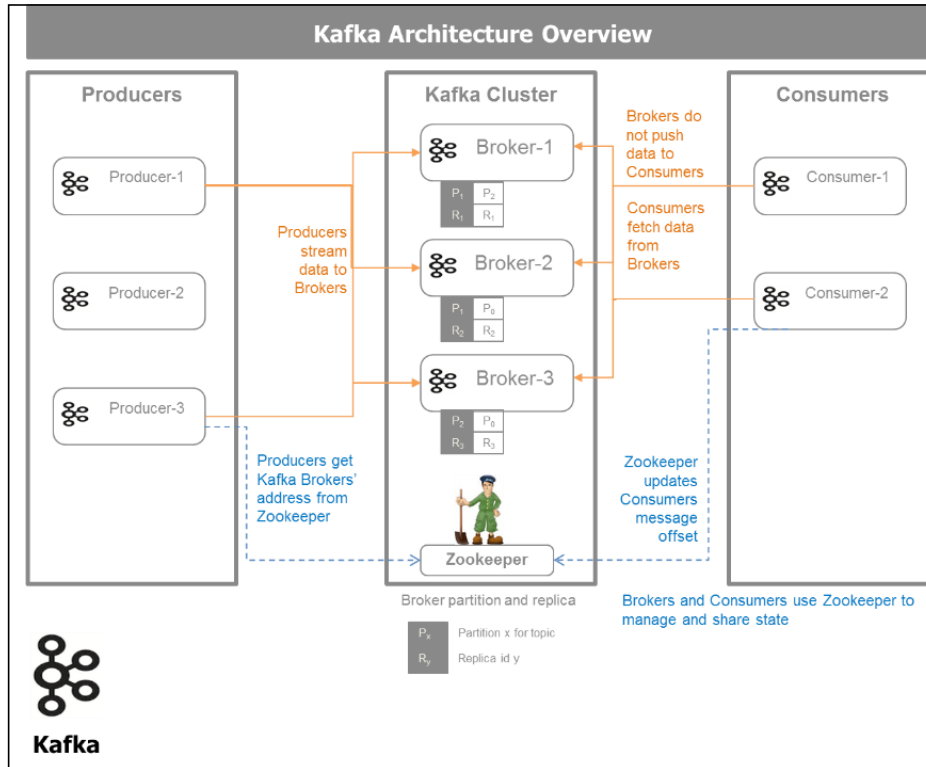 Kafka Architecture Overview
Producers
Producer-1
Producer-2
Producer-3
Producers
stream
data to
Brokers
Producers get
Kafka Brokers'
address from
Zookeeper
Kafka Cluster
Broker-1
P1 P2
R1 R1
Broker-2
P1 P0
R2 R2
Broker-3
P2 P0
R3 R3
Zookeeper
Broker partition and replica
Px Partition x for topic
Ry Replica id y
Consumers
Brokers do
not push
data to
Consumers
Consumers
fetch data
from
Brokers
Consumer-1
Consumer-2
Zookeeper
updates
Consumers
message
offset
Brokers and Consumers use Zookeeper to
manage and share state
Kafka